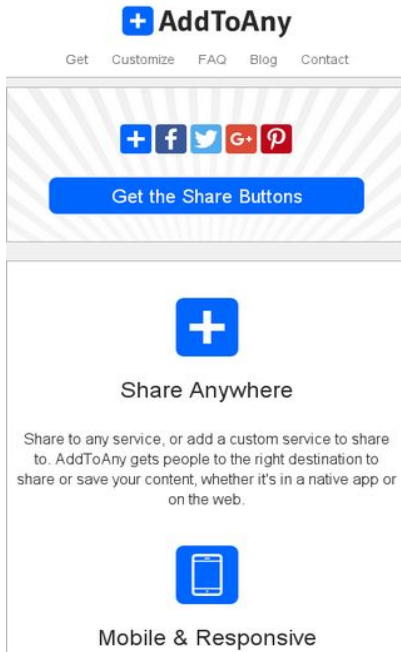 AddToAny
Get Customize FAQ Blog Contact
G+
Get the Share Buttons
Share Anywhere
Share to any service, or add a custom service to share
to. AddToAny gets people to the right destination to
share or save your content, whether it's in a native app or
on the web.
Mobile & Responsive